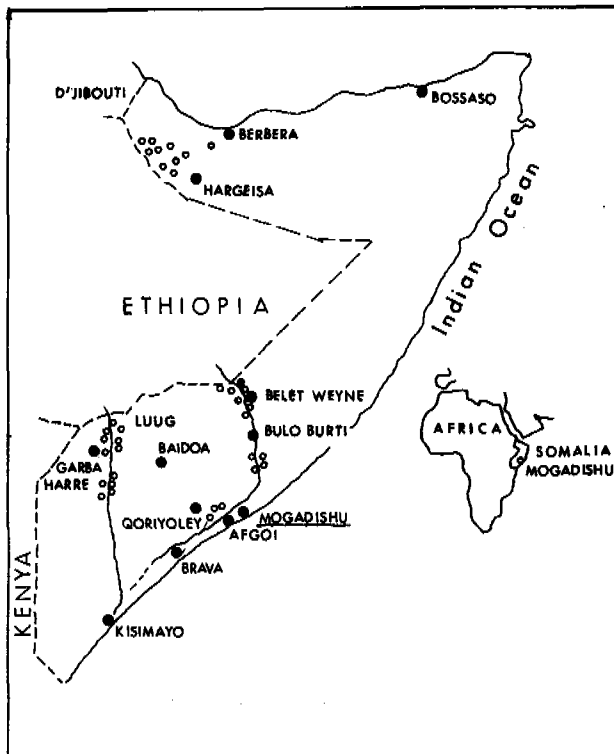 D'JIBOUTI
BOSSASO
BERBERA
HARGEISA
Indian Ocean
ETHIOPIA
BELET WEYNE
LUUG
BULO BURTI
BAIDOA
GARBA
HARRE
AFRICA
SOMALIA
MOGADISHU
QORIYOLEY
MOGADISHU
AFGOI
BRAVA
KENYA
KISIMAYO